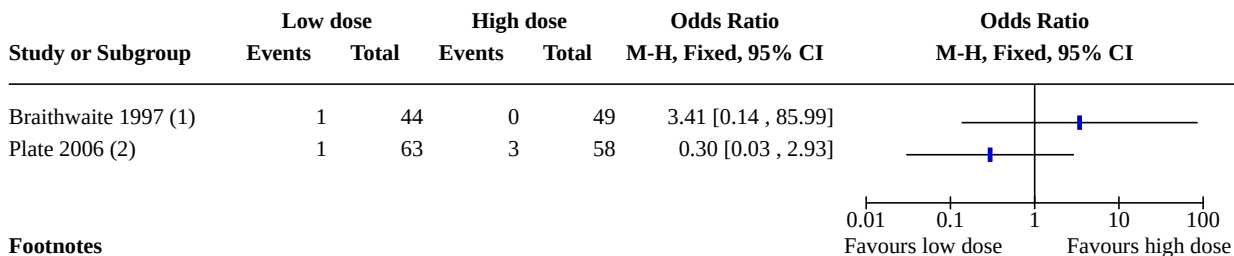 Low dose High dose Odds Ratio Odds Ratio
Study or Subgroup Events Total Events Total M-H, Fixed, 95% CI M-H, Fixed, 95% CI
Braithwaite 1997 (1) 1 44 0 49 3.41 [0.14 , 85.99]
Plate 2006 (2) 1 63 3 58 0.30 [0.03 , 2.93]
0.01 0.1 1 10 100
Footnotes Favours low dose Favours high dose